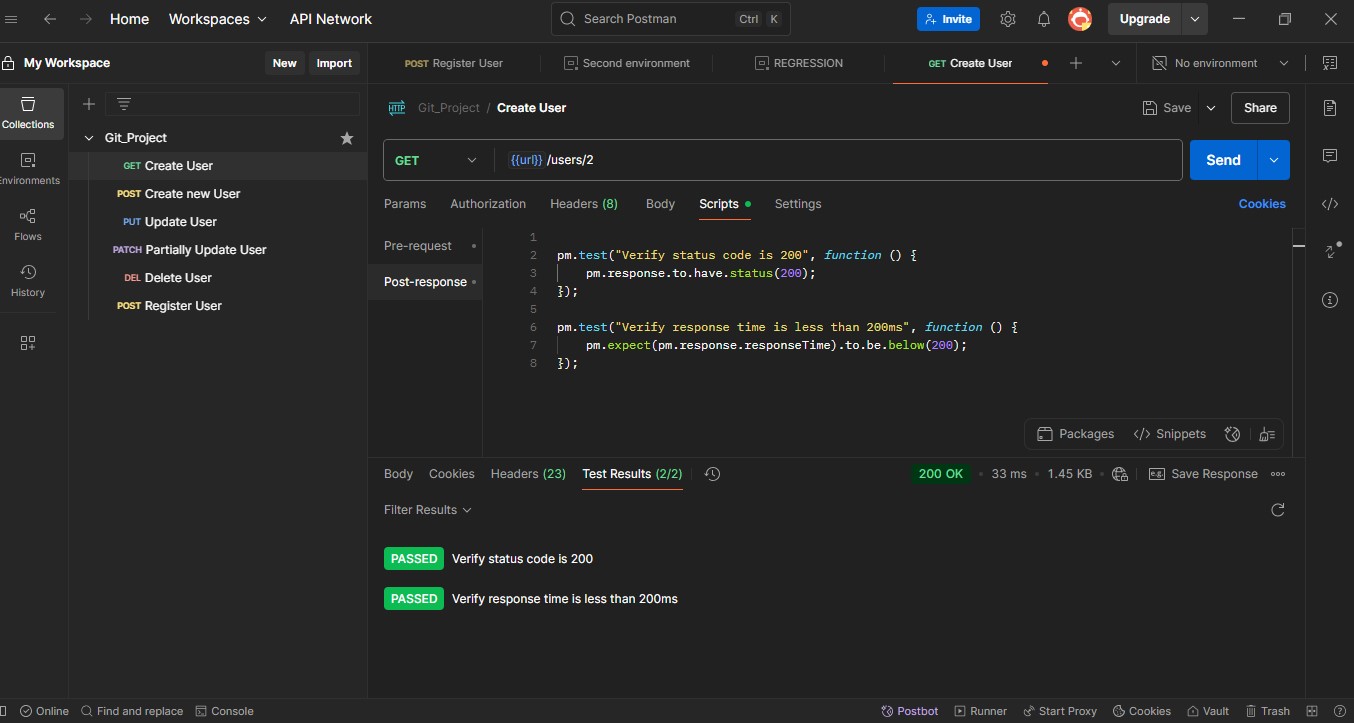 Home Workspaces API Network Search Postman Ctrl K Invite Upgrade
My Workspace New Import POST Register User Second environment REGRESSION GET Create User No environment
Collections
Environments
Flows
History
Git_Project
GET Create User
POST Create new User
PUT Update User
PATCH Partially Update User
DEL Delete User
POST Register User
HTTP Git_Project / Create User Save Share
GET {{url}} /users/2 Send
Params Authorization Headers (8) Body Scripts Settings Cookies
Pre-request
Post-response
1
2 pm.test("Verify status code is 200", function () {
3 pm.response.to.have.status(200);
4 });
5
6 pm.test("Verify response time is less than 200ms", function () {
7 pm.expect(pm.response.responseTime).to.be.below(200);
8 });
Packages </> Snippets
Body Cookies Headers (23) Test Results (2/2) 200 OK 33 ms 1.45 KB e.g. Save Response
Filter Results
PASSED Verify status code is 200
PASSED Verify response time is less than 200ms
Online Find and replace Console Postbot Runner Start Proxy Cookies Vault Trash